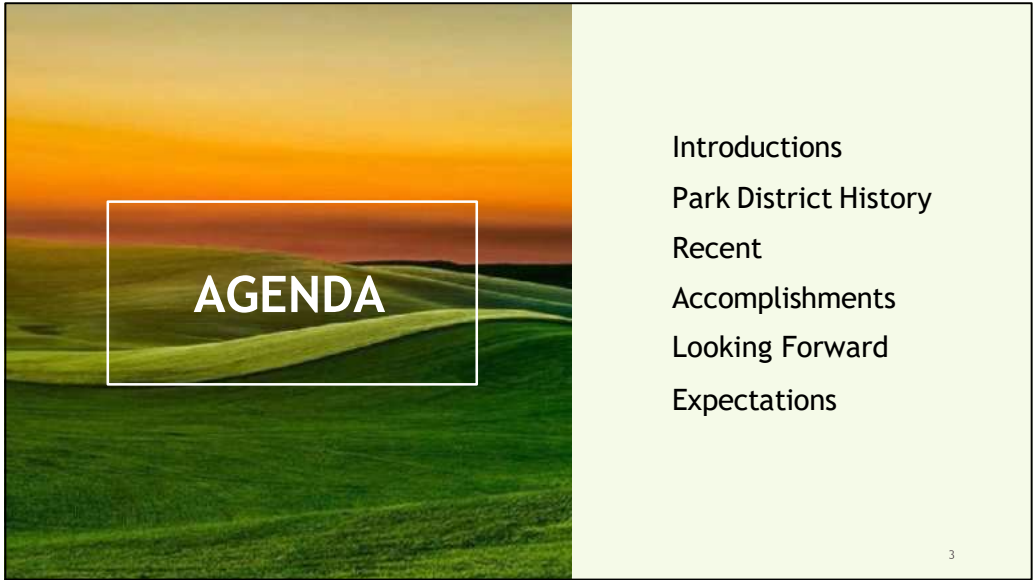 AGENDA
Introductions
Park District History
Recent
Accomplishments
Looking Forward
Expectations
3